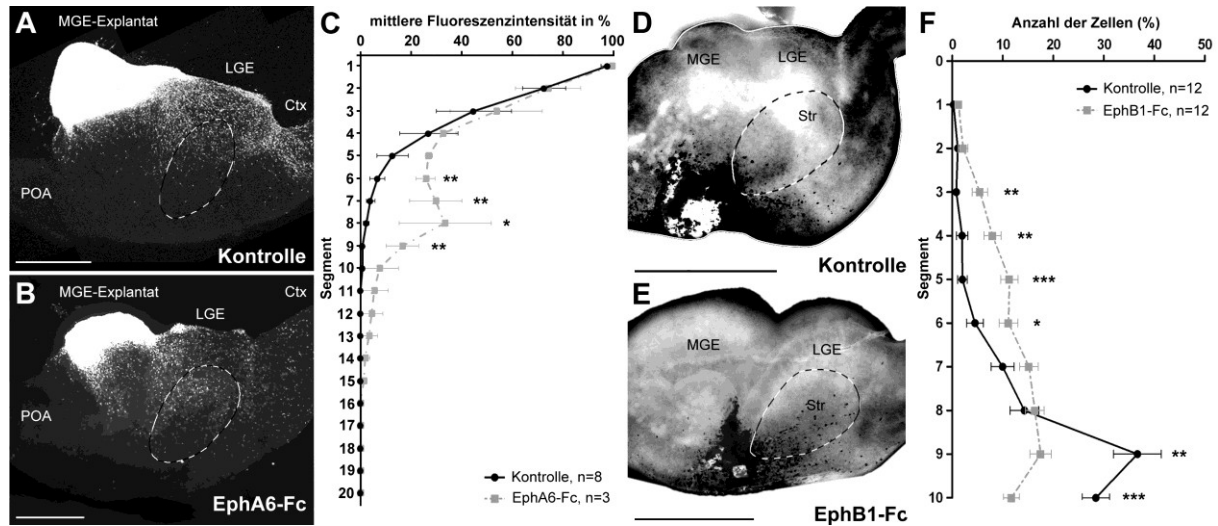 A
MGE-Explantat
LGE
Ctx
POA
Kontrolle
B
MGE-Explantat
LGE
Ctx
POA
EphA6-Fc
C
mittlere Fluoreszenzintensität in %
0 20 40 60 80 100
Segment
1
2
3
4
5
6 **
7 **
8 *
9 **
10
11
12
13
14
15
16
17
18
19
20
Kontrolle, n=8
EphA6-Fc, n=3
D
MGE
LGE
Str
Kontrolle
E
MGE
LGE
Str
EphB1-Fc
F
Anzahl der Zellen (%)
0 10 20 30 40 50
Kontrolle, n=12
EphB1-Fc, n=12
Segment
0
1
2
3 **
4 **
5 ***
6 *
7
8
9 **
10 ***